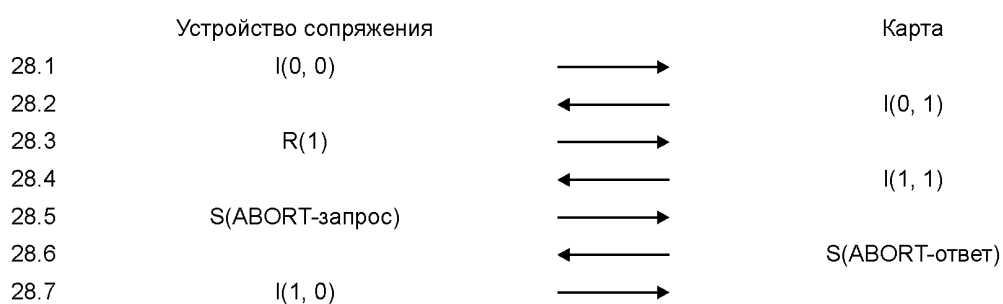 Устройство сопряжения Карта
28.1 I(0, 0)
28.2 I(0, 1)
28.3 R(1)
28.4 I(1, 1)
28.5 S(ABORT-запрос)
28.6 S(ABORT-ответ)
28.7 I(1, 0)